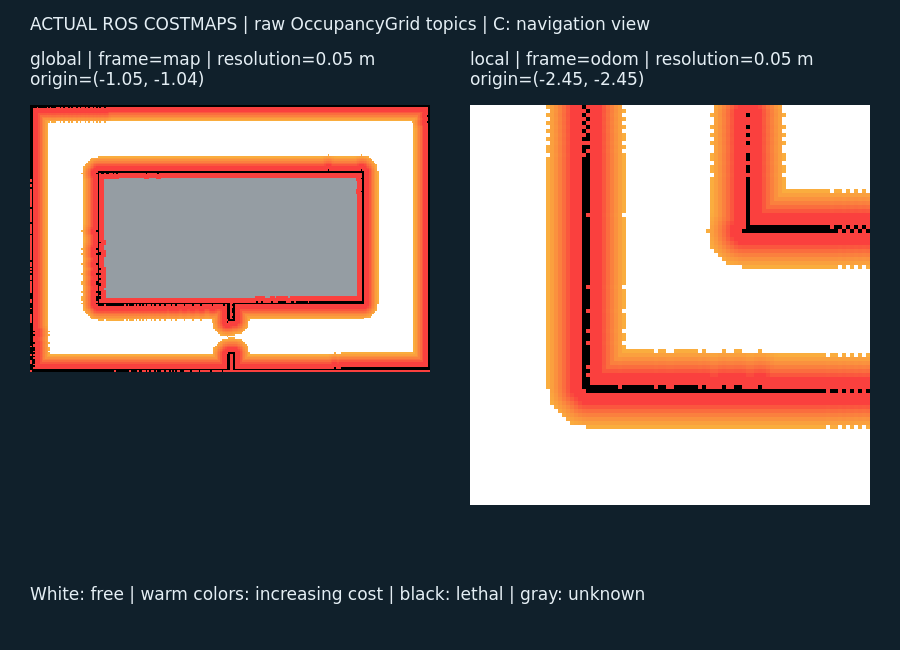 ACTUAL ROS COSTMAPS | raw OccupancyGrid topics | C: navigation view
global | frame=map | resolution=0.05 m
origin=(-1.05, -1.04)
local | frame=odom | resolution=0.05 m
origin=(-2.45, -2.45)
White: free | warm colors: increasing cost | black: lethal | gray: unknown